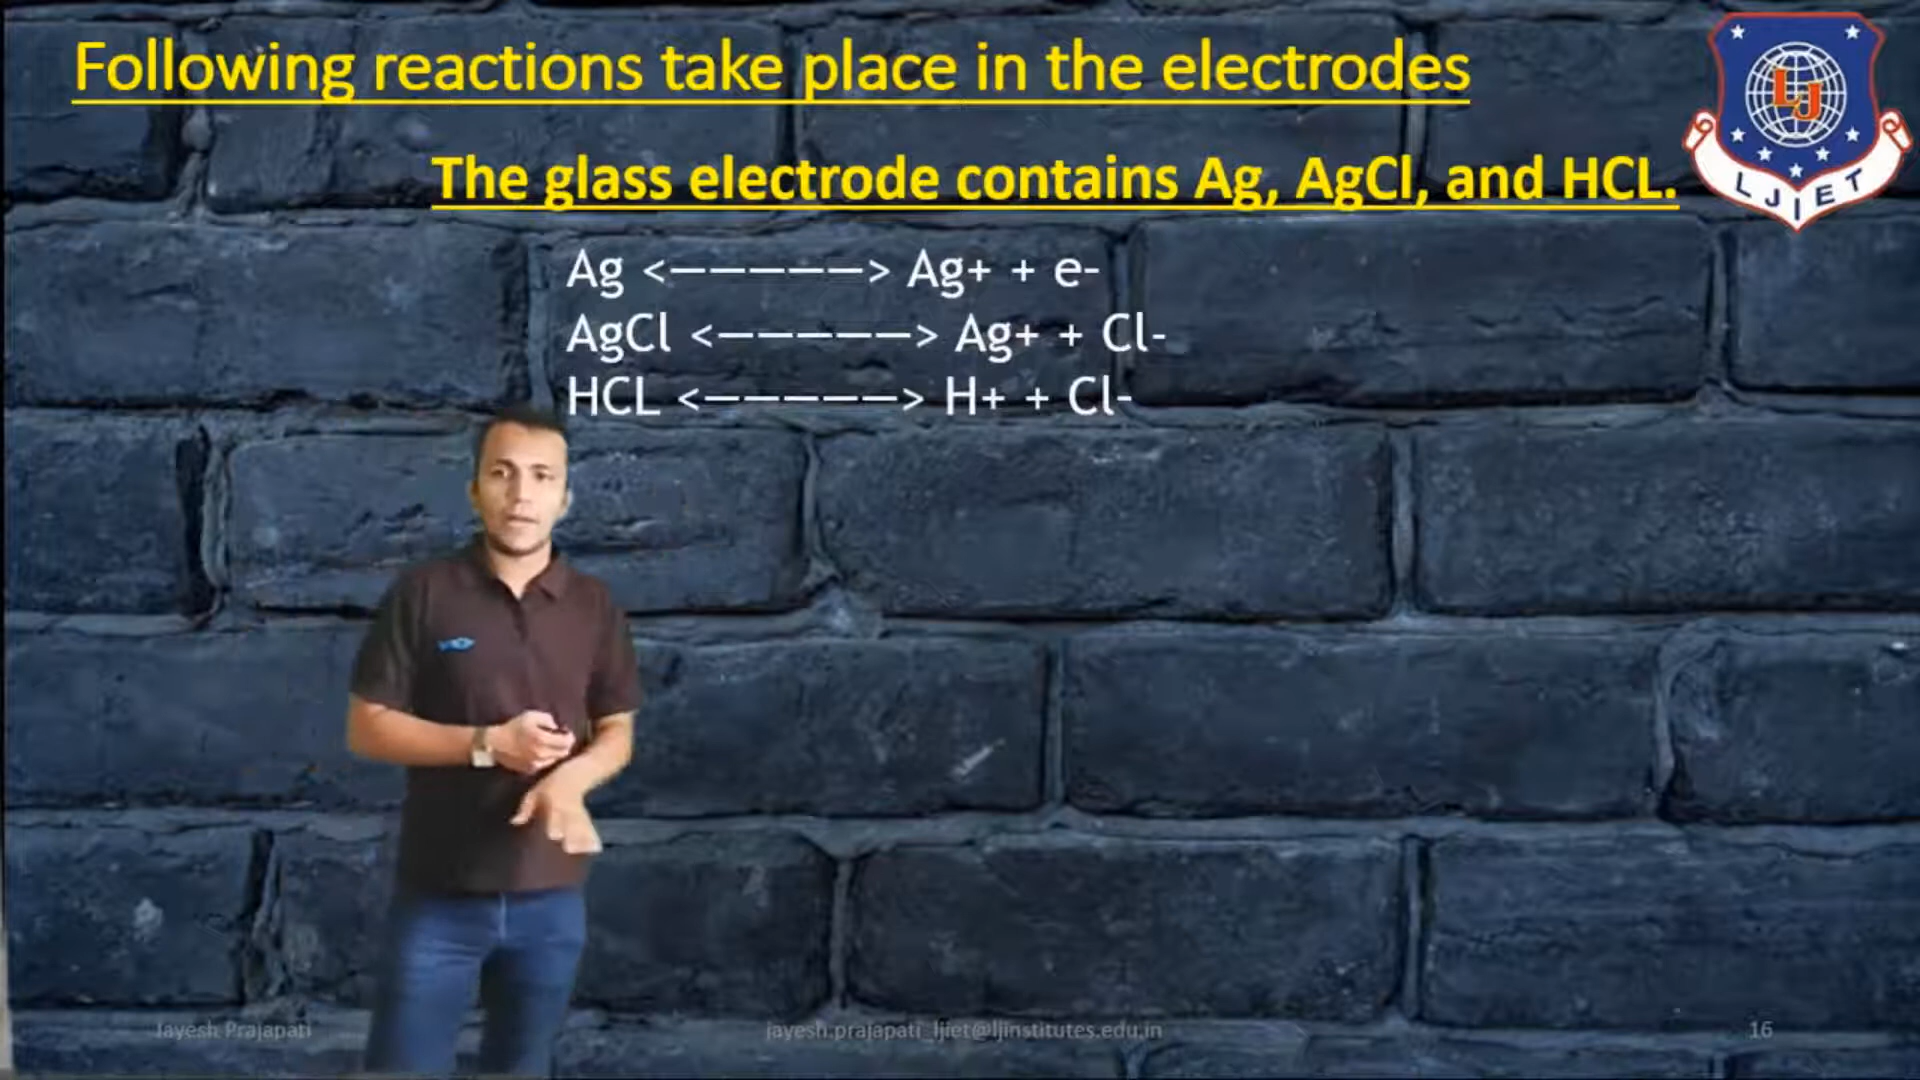 Following reactions take place in the electrodes
The glass electrode contains Ag, AgCl, and HCL.
LJ
LJIET
Ag <—————> Ag+ + e-
AgCl <—————> Ag+ + Cl-
HCL <—————> H+ + Cl-
Jayesh Prajapati
jayesh.prajapati_ljiet@ljinstitutes.edu.in
16